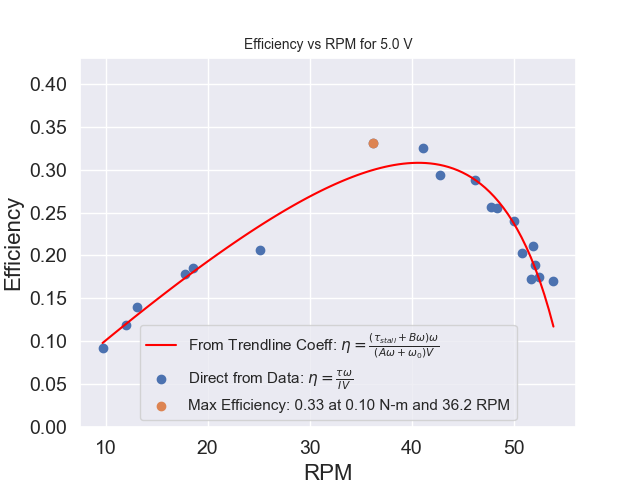 Efficiency vs RPM for 5.0 V
0.40
0.35
0.30
0.25
0.20
0.15
0.10
0.05
0.00
Efficiency
From Trendline Coeff: η = (τ_stall + Bω)ω / (Aω + ω₀)V
Direct from Data: η = τω / IV
Max Efficiency: 0.33 at 0.10 N-m and 36.2 RPM
10 20 30 40 50
RPM